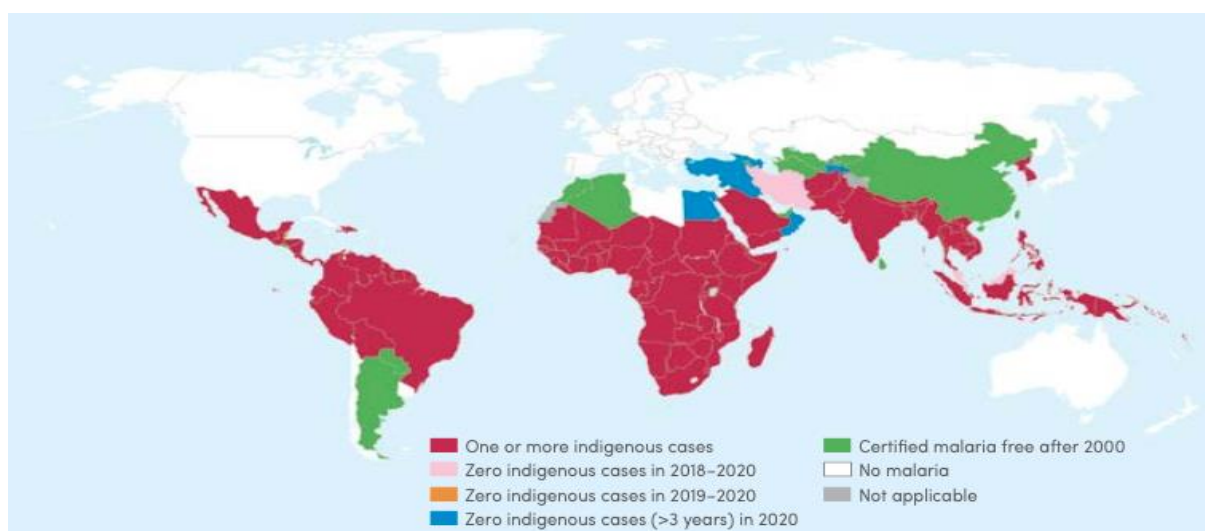 One or more indigenous cases
Zero indigenous cases in 2018–2020
Zero indigenous cases in 2019–2020
Zero indigenous cases (>3 years) in 2020
Certified malaria free after 2000
No malaria
Not applicable